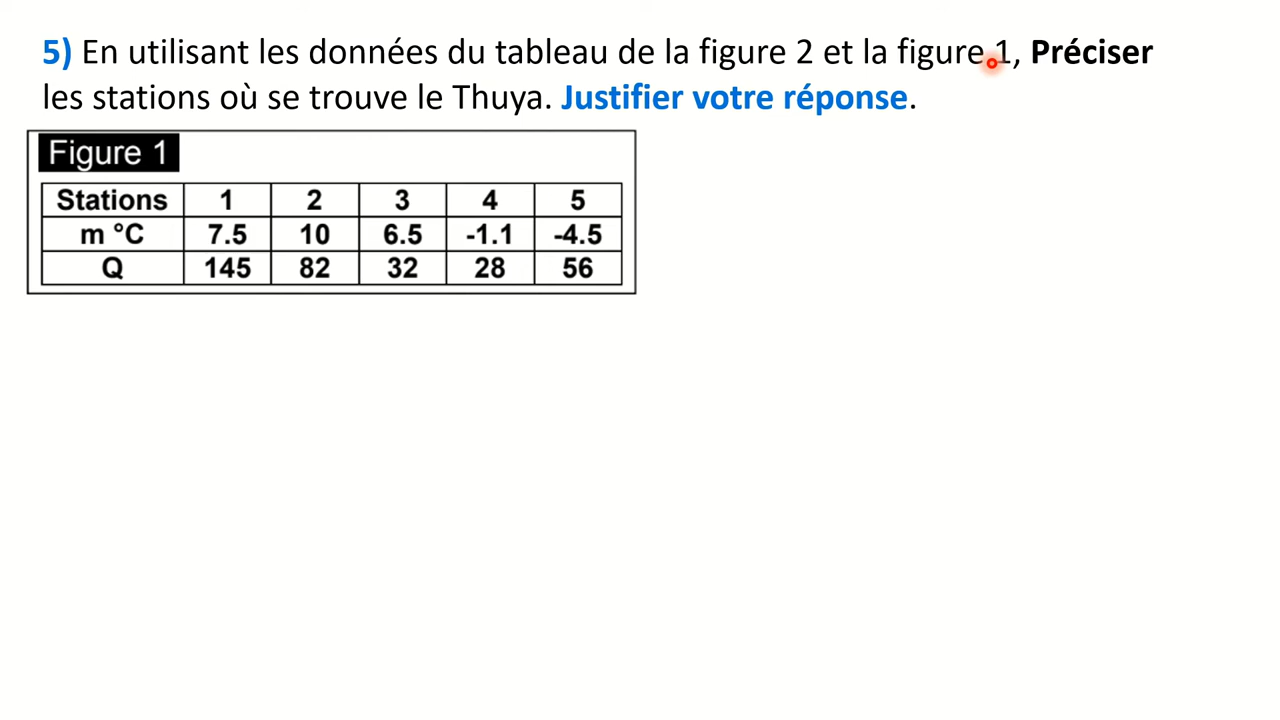 5) En utilisant les données du tableau de la figure 2 et la figure 1, Préciser
les stations où se trouve le Thuya. Justifier votre réponse.
Figure 1
Stations 1 2 3 4 5
m °C 7.5 10 6.5 -1.1 -4.5
Q 145 82 32 28 56